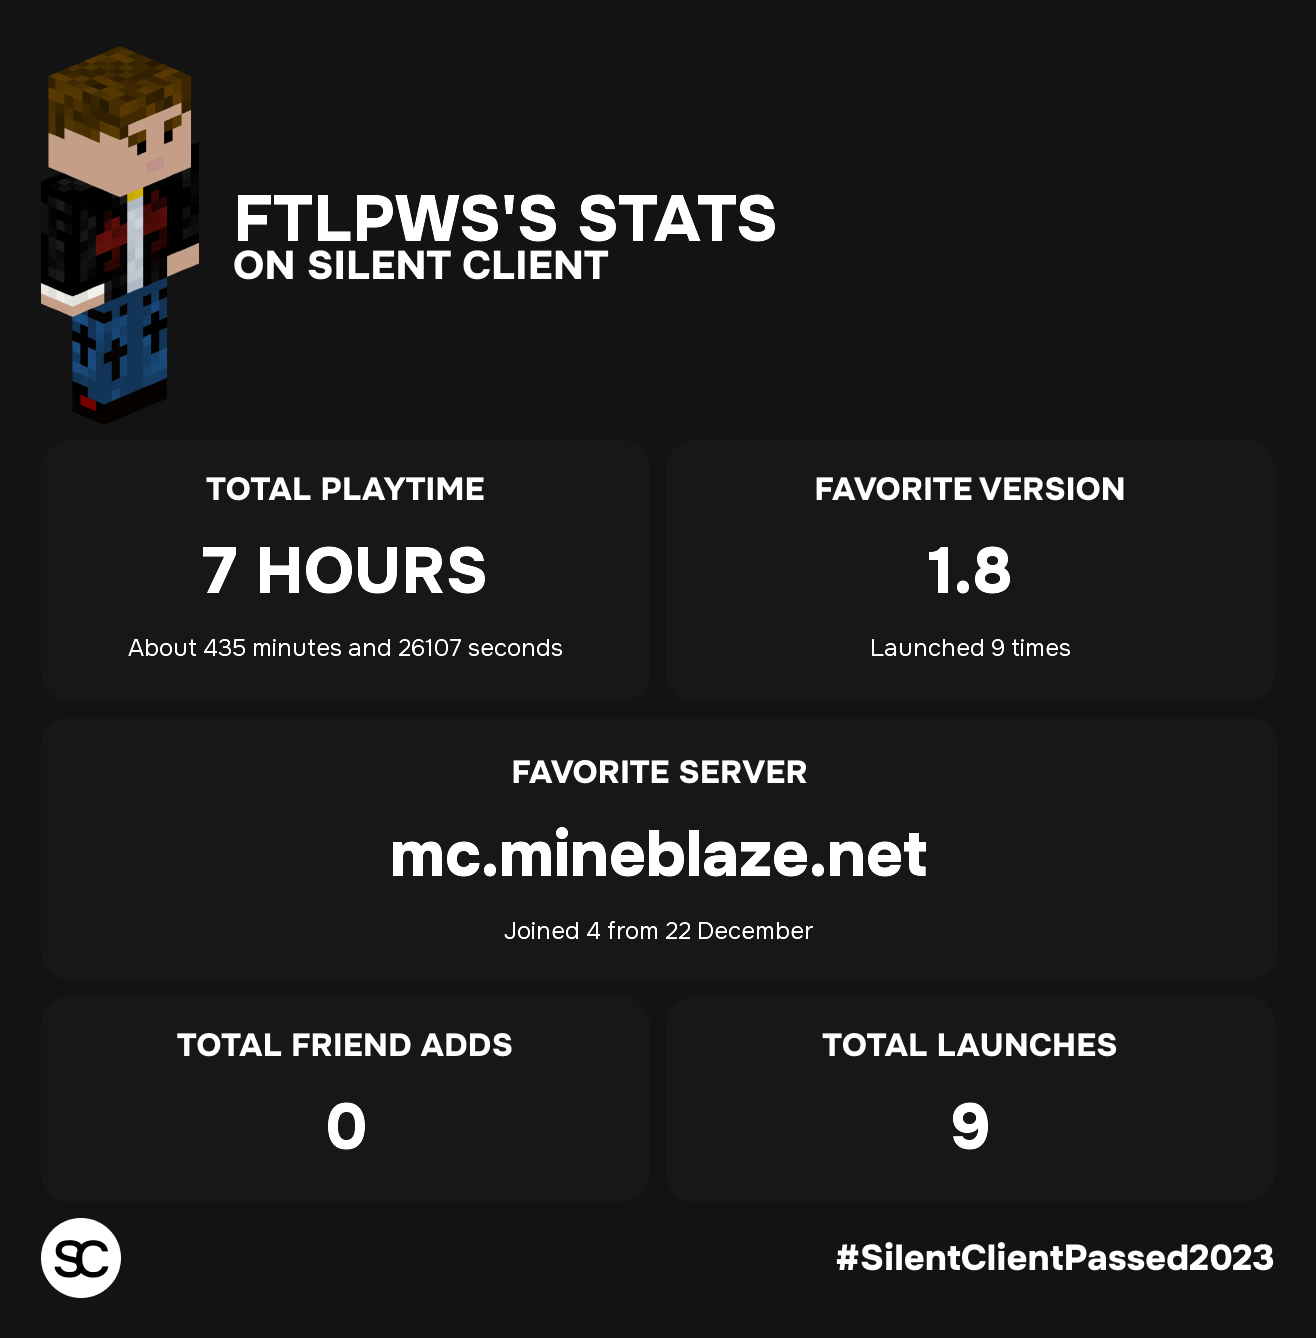 FTLPWS'S STATS
ON SILENT CLIENT
TOTAL PLAYTIME
7 HOURS
About 435 minutes and 26107 seconds
FAVORITE VERSION
1.8
Launched 9 times
FAVORITE SERVER
mc.mineblaze.net
Joined 4 from 22 December
TOTAL FRIEND ADDS
0
TOTAL LAUNCHES
9
SC
#SilentClientPassed2023